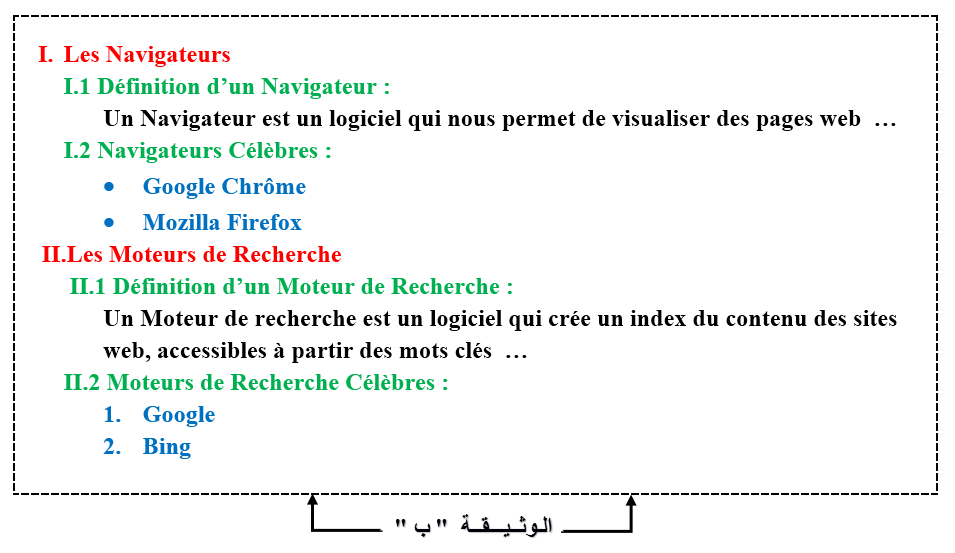 I. Les Navigateurs
I.1 Définition d’un Navigateur :
Un Navigateur est un logiciel qui nous permet de visualiser des pages web …
I.2 Navigateurs Célèbres :
• Google Chrôme
• Mozilla Firefox
II.Les Moteurs de Recherche
II.1 Définition d’un Moteur de Recherche :
Un Moteur de recherche est un logiciel qui crée un index du contenu des sites
web, accessibles à partir des mots clés …
II.2 Moteurs de Recherche Célèbres :
1. Google
2. Bing
الـوثـيـــقــة " ب "